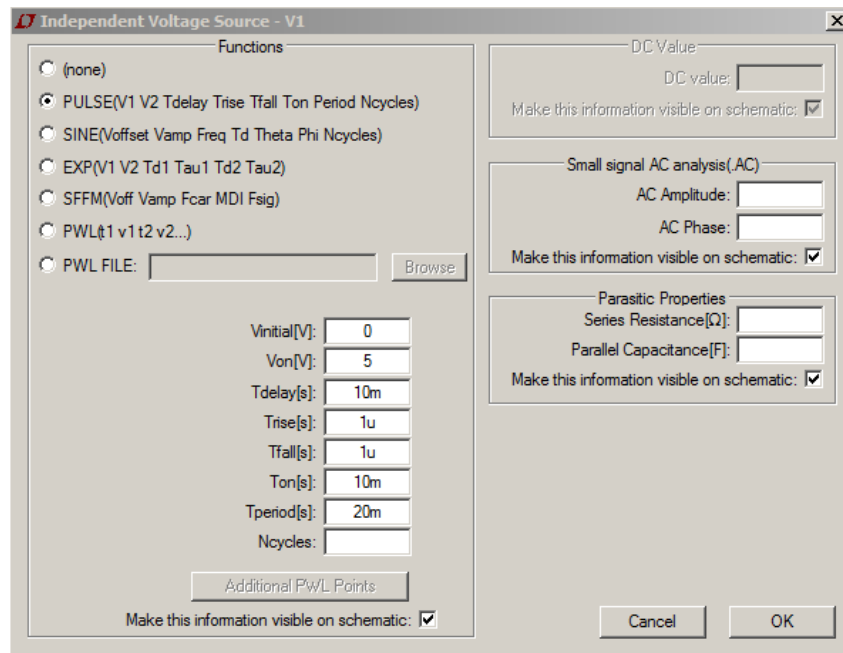 Independent Voltage Source - V1
Functions
(none)
PULSE(V1 V2 Tdelay Trise Tfall Ton Period Ncycles)
SINE(Voffset Vamp Freq Td Theta Phi Ncycles)
EXP(V1 V2 Td1 Tau1 Td2 Tau2)
SFFM(Voff Vamp Fcar MDI Fsig)
PWL(t1 v1 t2 v2...)
PWL FILE:
Browse
Vinitial[V]: 0
Von[V]: 5
Tdelay[s]: 10m
Trise[s]: 1u
Tfall[s]: 1u
Ton[s]: 10m
Tperiod[s]: 20m
Ncycles:
Additional PWL Points
Make this information visible on schematic:
DC Value
DC value:
Make this information visible on schematic:
Small signal AC analysis(.AC)
AC Amplitude:
AC Phase:
Make this information visible on schematic:
Parasitic Properties
Series Resistance[Ω]:
Parallel Capacitance[F]:
Make this information visible on schematic:
Cancel
OK